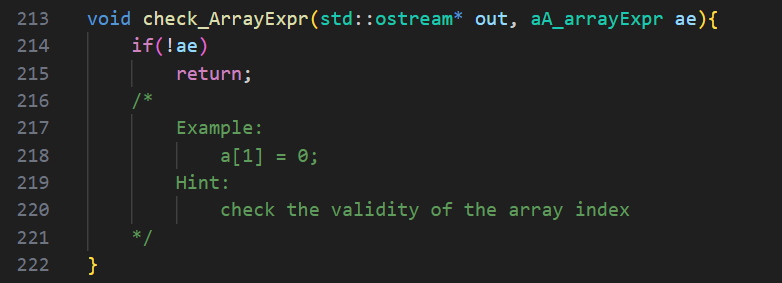 213 void check_ArrayExpr(std::ostream* out, aA_arrayExpr ae){
214     if(!ae)
215         return;
216     /*
217         Example:
218             a[1] = 0;
219         Hint:
220             check the validity of the array index
221     */
222 }